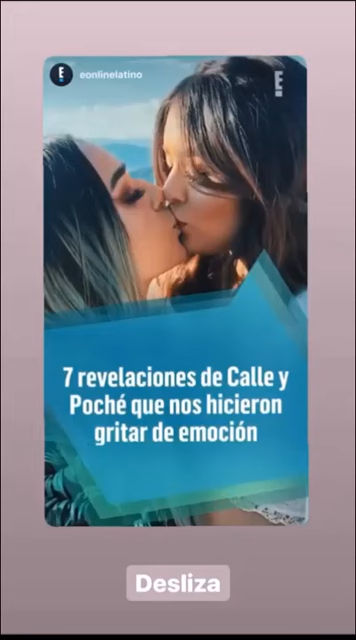 E
eonlinelatino
E
7 revelaciones de Calle y
Poché que nos hicieron
gritar de emoción
Desliza